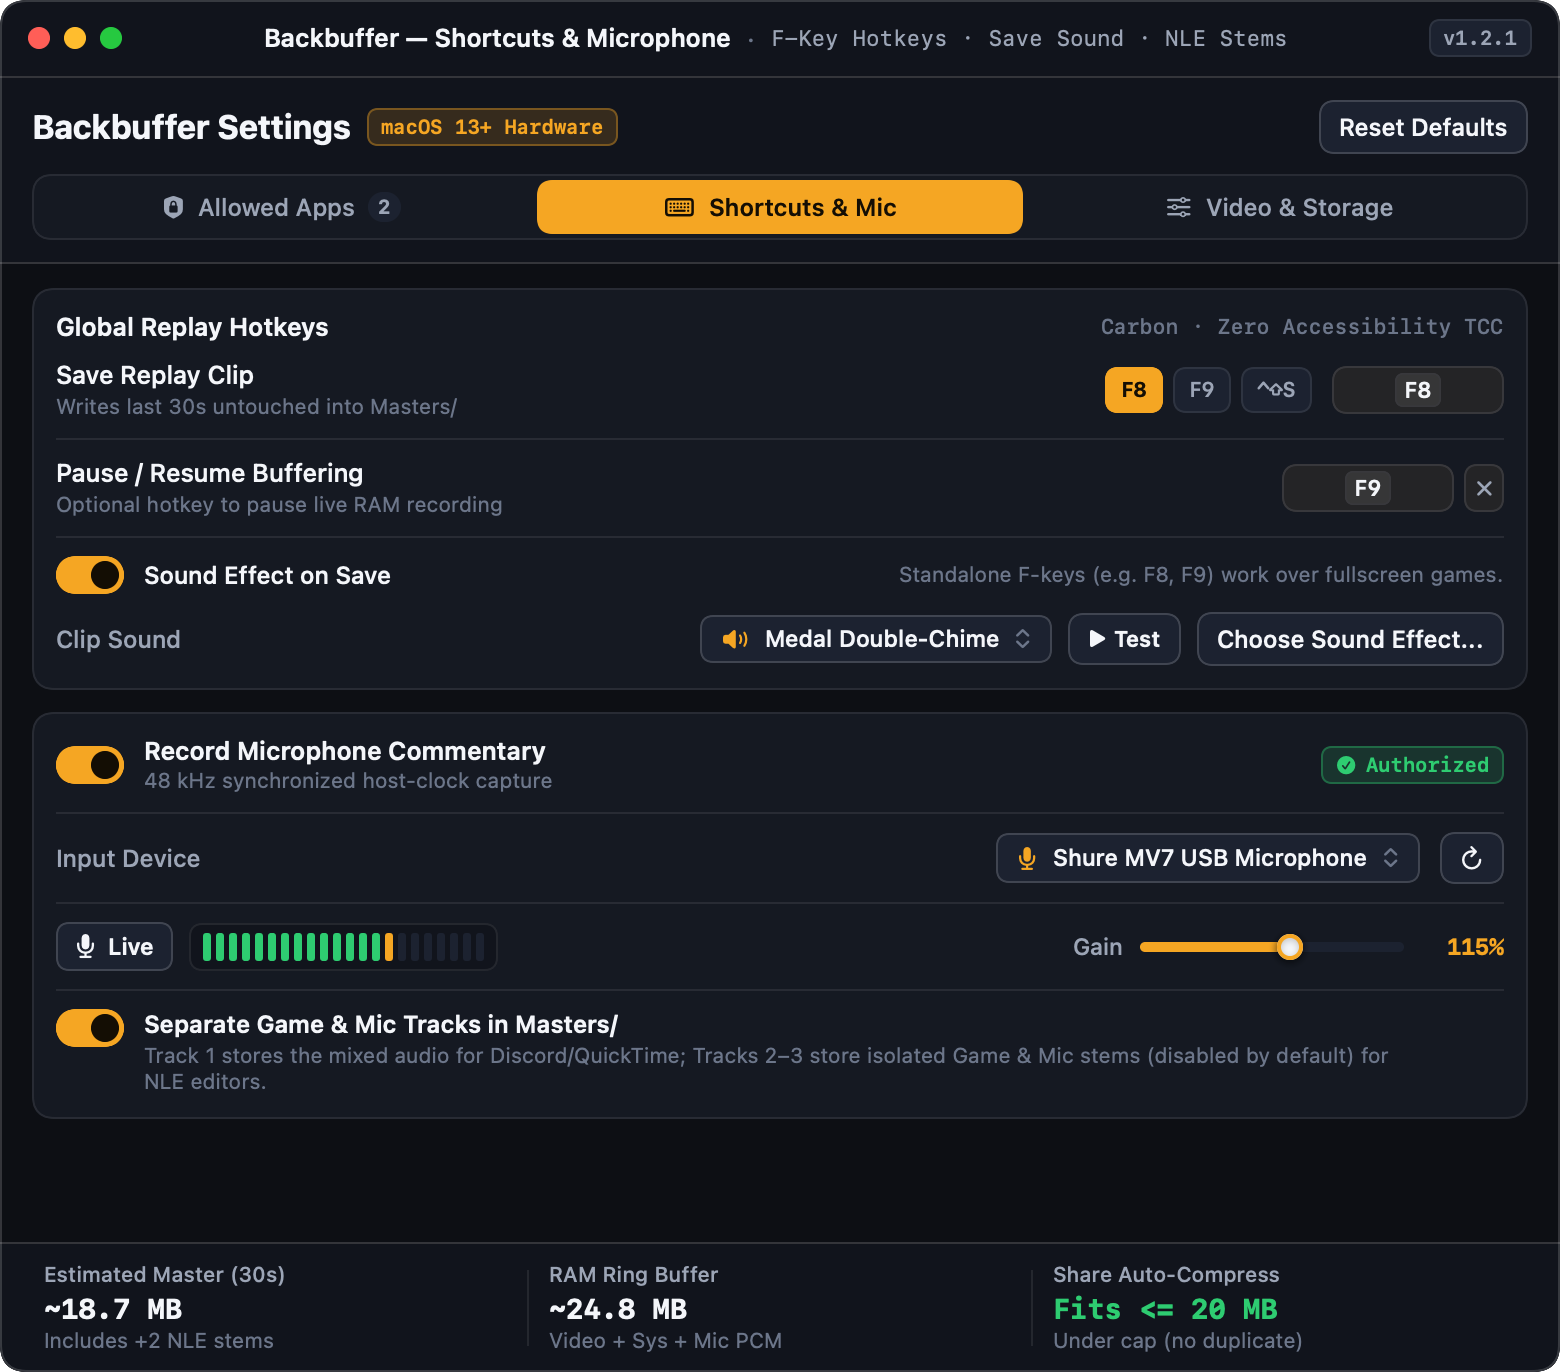 Backbuffer — Shortcuts & Microphone · F-Key Hotkeys · Save Sound · NLE Stems
v1.2.1
Backbuffer Settings
macOS 13+ Hardware
Reset Defaults
Allowed Apps 2
Shortcuts & Mic
Video & Storage
Global Replay Hotkeys
Carbon · Zero Accessibility TCC
Save Replay Clip
Writes last 30s untouched into Masters/
F8
F9
^⇧S
F8
Pause / Resume Buffering
Optional hotkey to pause live RAM recording
F9
Sound Effect on Save
Standalone F-keys (e.g. F8, F9) work over fullscreen games.
Clip Sound
Medal Double-Chime
Test
Choose Sound Effect...
Record Microphone Commentary
48 kHz synchronized host-clock capture
Authorized
Input Device
Shure MV7 USB Microphone
Live
Gain
115%
Separate Game & Mic Tracks in Masters/
Track 1 stores the mixed audio for Discord/QuickTime; Tracks 2–3 store isolated Game & Mic stems (disabled by default) for
NLE editors.
Estimated Master (30s)
~18.7 MB
Includes +2 NLE stems
RAM Ring Buffer
~24.8 MB
Video + Sys + Mic PCM
Share Auto-Compress
Fits <= 20 MB
Under cap (no duplicate)